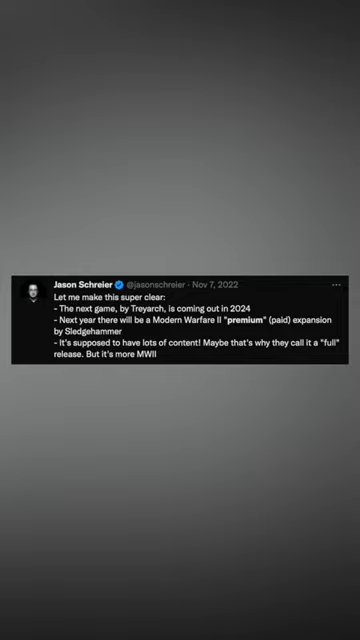 Jason Schreier @jasonschreier · Nov 7, 2022 ···
Let me make this super clear:
- The next game, by Treyarch, is coming out in 2024
- Next year there will be a Modern Warfare II "premium" (paid) expansion
by Sledgehammer
- It's supposed to have lots of content! Maybe that's why they call it a "full"
release. But it's more MWII